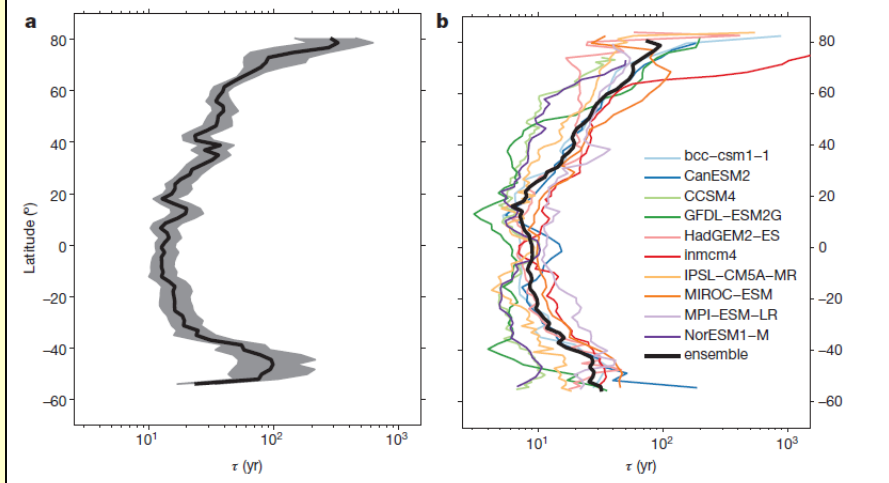 a
80
60
40
20
0
−20
−40
−60
Latitude (º)
10¹
10²
10³
τ (yr)
b
bcc−csm1−1
CanESM2
CCSM4
GFDL−ESM2G
HadGEM2−ES
inmcm4
IPSL−CM5A−MR
MIROC−ESM
MPI−ESM−LR
NorESM1−M
ensemble
80
60
40
20
0
−20
−40
−60
10¹
10²
10³
τ (yr)